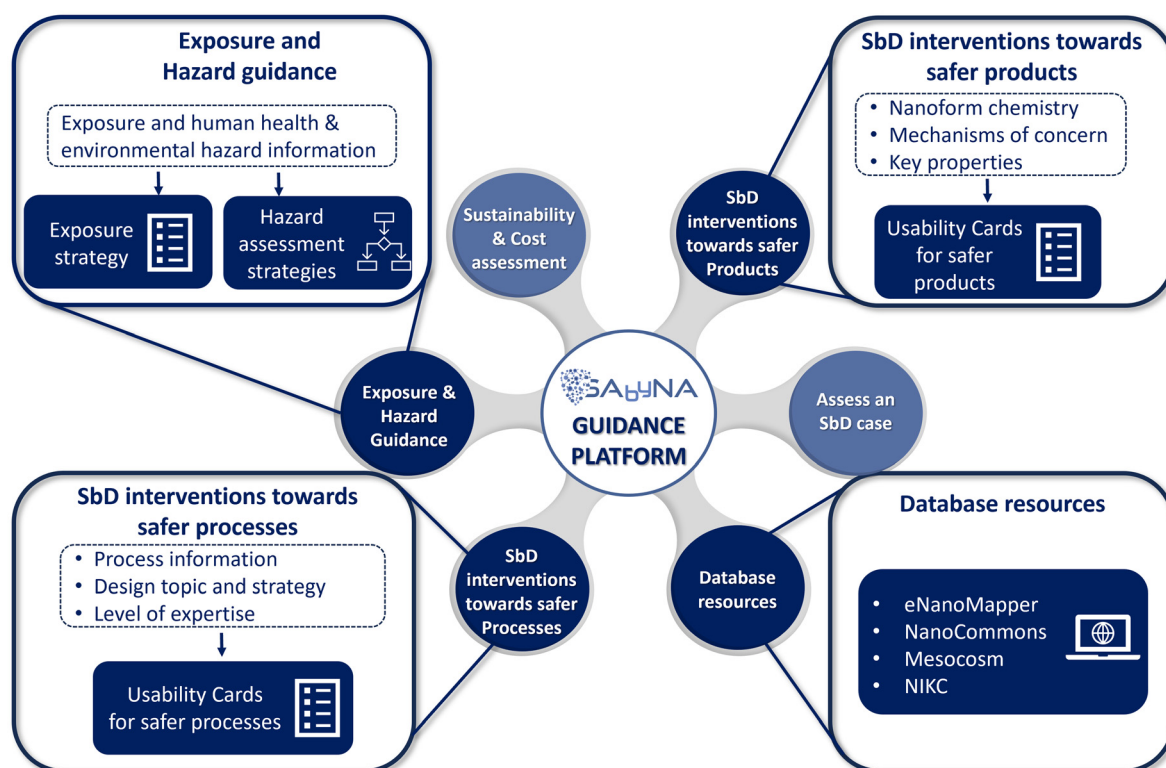 Exposure and
Hazard guidance
Exposure and human health &
environmental hazard information
Exposure
strategy
Hazard
assessment
strategies
SbD interventions towards
safer products
• Nanoform chemistry
• Mechanisms of concern
• Key properties
Usability Cards
for safer
products
Sustainability
& Cost
assessment
SbD
interventions
towards safer
Products
Exposure &
Hazard
Guidance
SAbyNA
GUIDANCE
PLATFORM
Assess an
SbD case
SbD
interventions
towards safer
Processes
Database
resources
SbD interventions towards
safer processes
• Process information
• Design topic and strategy
• Level of expertise
Usability Cards
for safer processes
Database resources
• eNanoMapper
• NanoCommons
• Mesocosm
• NIKC